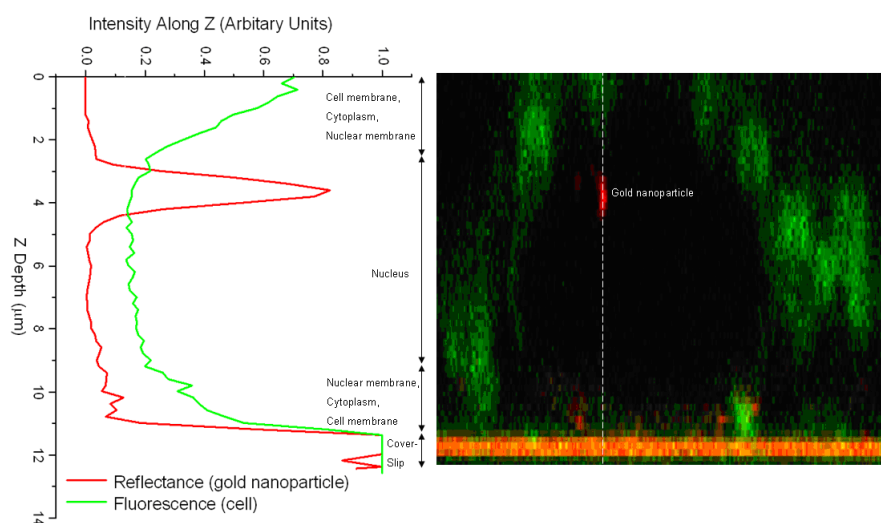 Intensity Along Z (Arbitary Units)
0.0 0.2 0.4 0.6 0.8 1.0
0
2
4
6
8
10
12
14
Z Depth (μm)
Cell membrane,
Cytoplasm,
Nuclear membrane
Nucleus
Nuclear membrane,
Cytoplasm,
Cell membrane
Cover-
Slip
Reflectance (gold nanoparticle)
Fluorescence (cell)
Gold nanoparticle